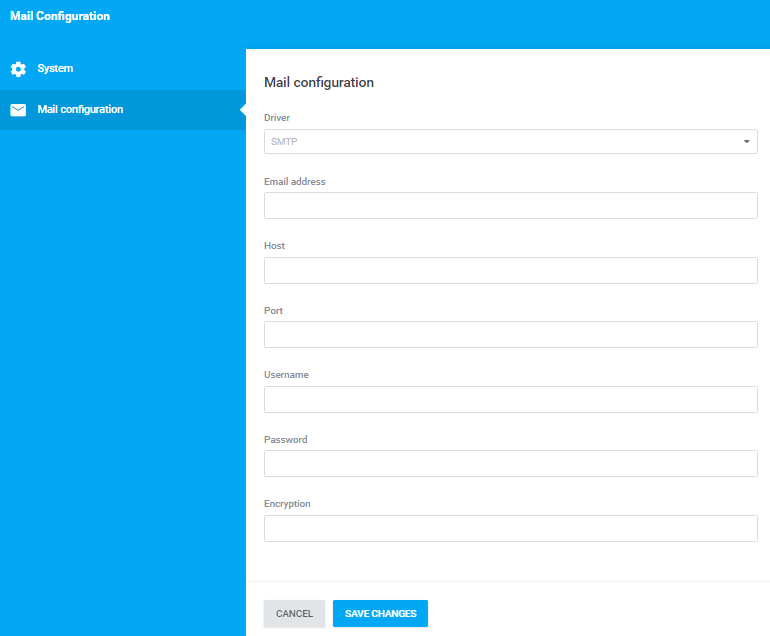 Mail Configuration
System
Mail configuration
Mail configuration
Driver
SMTP
Email address
Host
Port
Username
Password
Encryption
CANCEL SAVE CHANGES